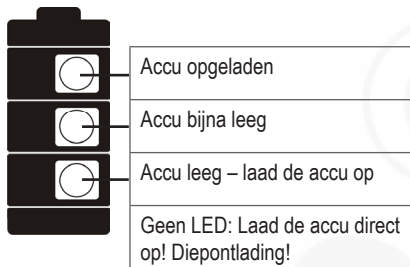 Accu opgeladen
Accu bijna leeg
Accu leeg – laad de accu op
Geen LED: Laad de accu direct
op! Diepontlading!